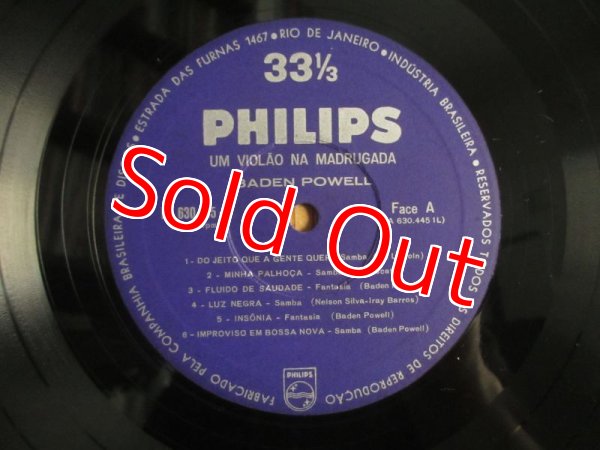 ESTRADA DAS FURNAS 1467 • RIO DE JANEIRO • INDÚSTRIA BRASILEIRA • RESERVADOS TODOS OS DIREITOS DE REPRODUÇÃO
FABRICADO PELA COMPANHIA BRASILEIRA DE
33⅓
PHILIPS
UM VIOLÃO NA MADRUGADA
BADEN POWELL
630
Face A
630.445 1L)
1 - DO JEITO QUE A GENTE QUER - Samba
2 - MINHA PALHOÇA -
3 - FLUIDO DE SAUDADE - Fantasia (Baden
4 - LUZ NEGRA - Samba (Nelson Silva-Iray Barros)
5 - INSÔNIA - Fantasia (Baden Powell)
6 - IMPROVISO EM BOSSA NOVA - Samba (Baden Powell)
PHILIPS
Sold Out